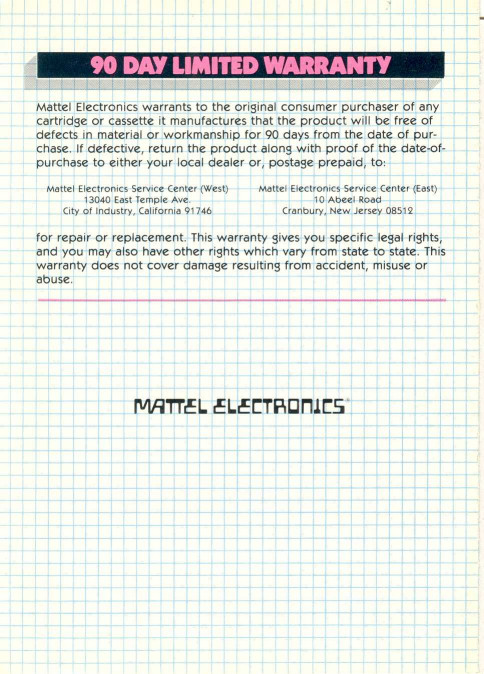 90 DAY LIMITED WARRANTY
Mattel Electronics warrants to the original consumer purchaser of any
cartridge or cassette it manufactures that the product will be free of
defects in material or workmanship for 90 days from the date of pur-
chase. If defective, return the product along with proof of the date-of-
purchase to either your local dealer or, postage prepaid, to:
Mattel Electronics Service Center (West)
13040 East Temple Ave.
City of Industry, California 91746
Mattel Electronics Service Center (East)
10 Abeel Road
Cranbury, New Jersey 08512
for repair or replacement. This warranty gives you specific legal rights,
and you may also have other rights which vary from state to state. This
warranty does not cover damage resulting from accident, misuse or
abuse.
MATTEL ELECTRONICS®